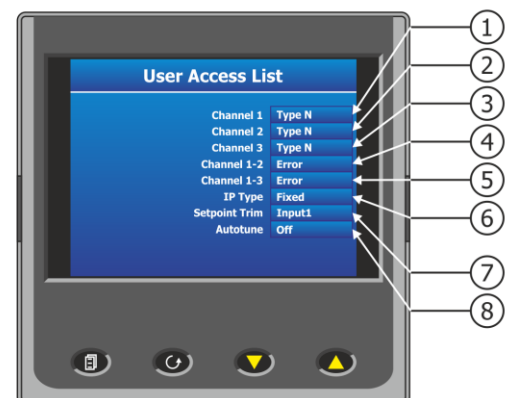 User Access List
Channel 1 Type N
Channel 2 Type N
Channel 3 Type N
Channel 1-2 Error
Channel 1-3 Error
IP Type Fixed
Setpoint Trim Input1
Autotune Off
1
2
3
4
5
6
7
8